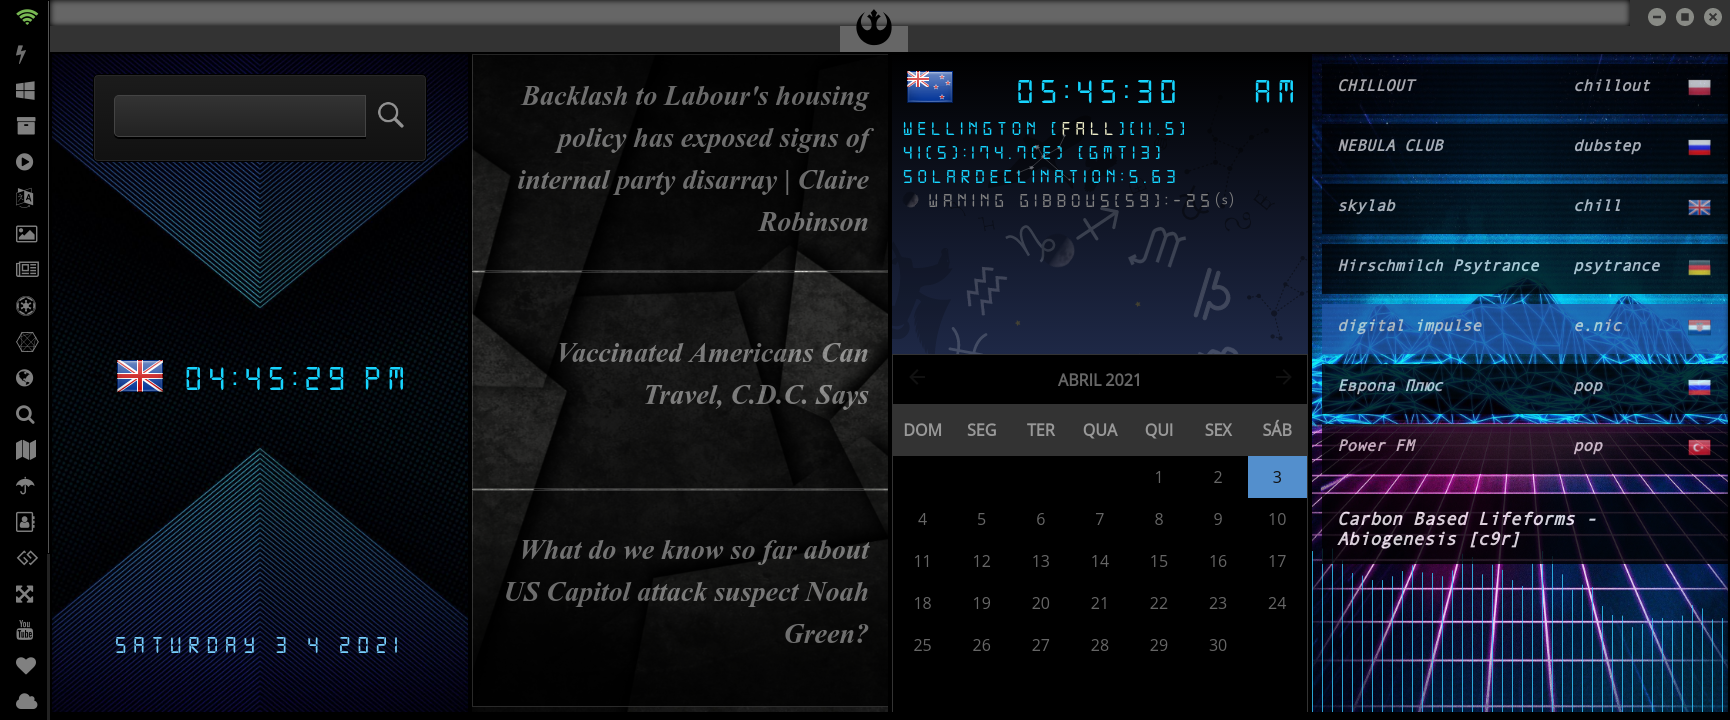 04:45:29 PM
SATURDAY 3 4 2021
Backlash to Labour's housing
policy has exposed signs of
internal party disarray | Claire
Robinson
Vaccinated Americans Can
Travel, C.D.C. Says
What do we know so far about
US Capitol attack suspect Noah
Green?
05:45:30 AM
WELLINGTON [FALL][11.5]
41(S):174.7(E) [GMT13]
SOLARDECLINATION:5.63
WANING GIBBOUS[59]:-25(s)
ABRIL 2021
DOM SEG TER QUA QUI SEX SÁB
1 2 3
4 5 6 7 8 9 10
11 12 13 14 15 16 17
18 19 20 21 22 23 24
25 26 27 28 29 30
CHILLOUT chillout
NEBULA CLUB dubstep
skylab chill
Hirschmilch Psytrance psytrance
digital impulse e.nic
Европа Плюс pop
Power FM pop
Carbon Based Lifeforms -
Abiogenesis [c9r]
You
Tube